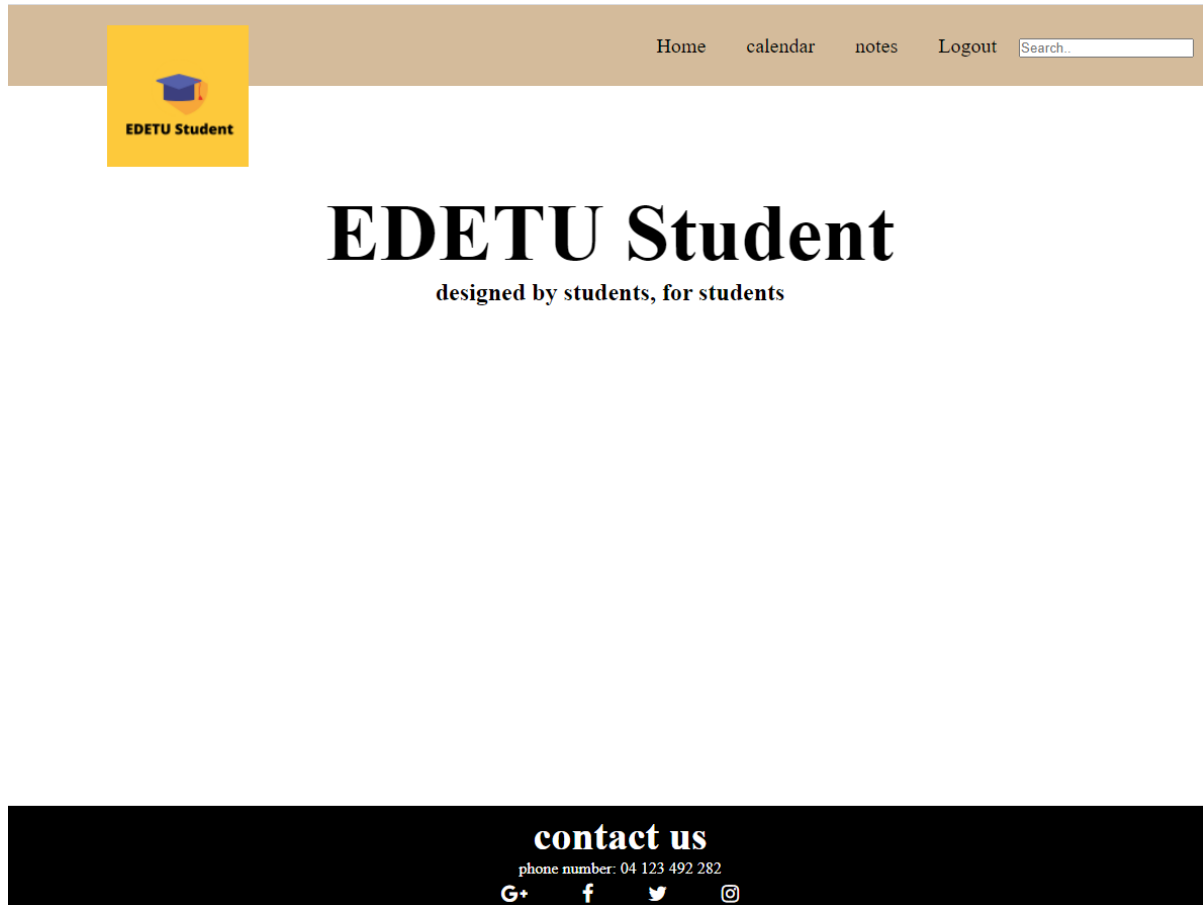 Home calendar notes Logout Search..
EDETU Student
EDETU Student
designed by students, for students
contact us
phone number: 04 123 492 282
G+